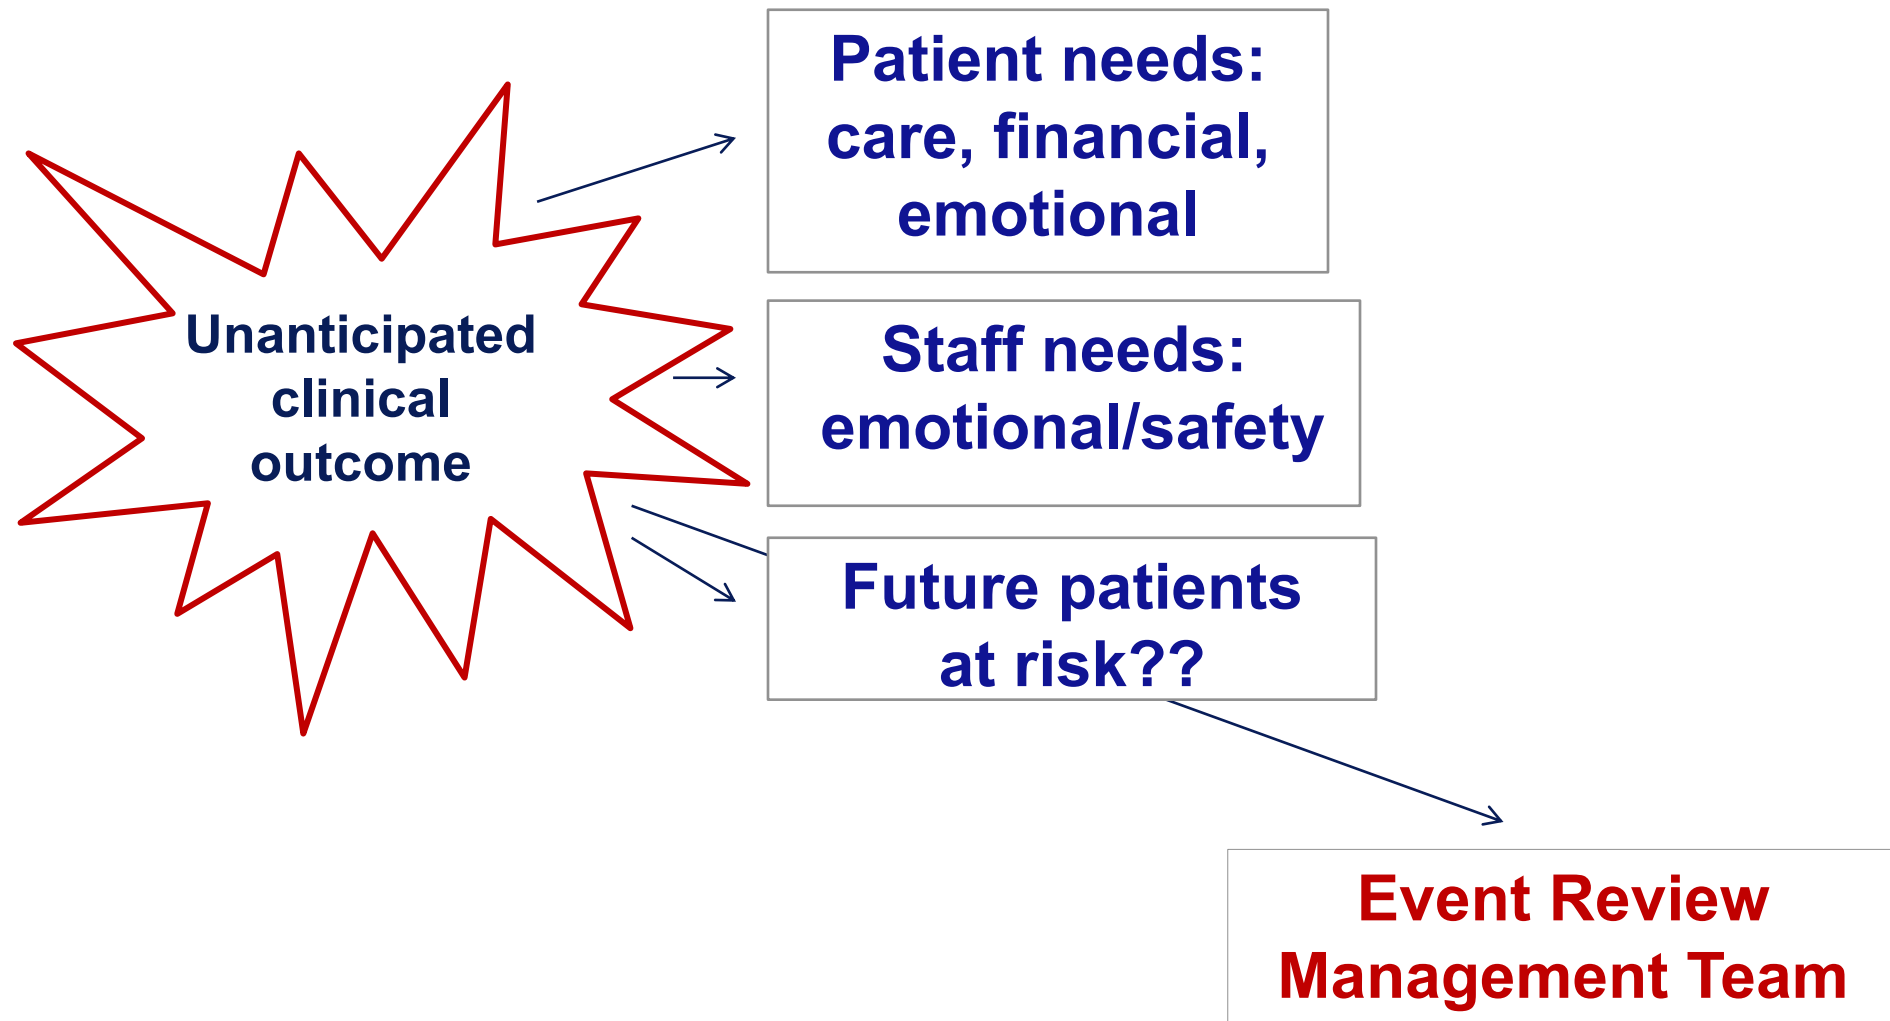 Unanticipated
clinical
outcome
Patient needs:
care, financial,
emotional
Staff needs:
emotional/safety
Future patients
at risk??
Event Review
Management Team